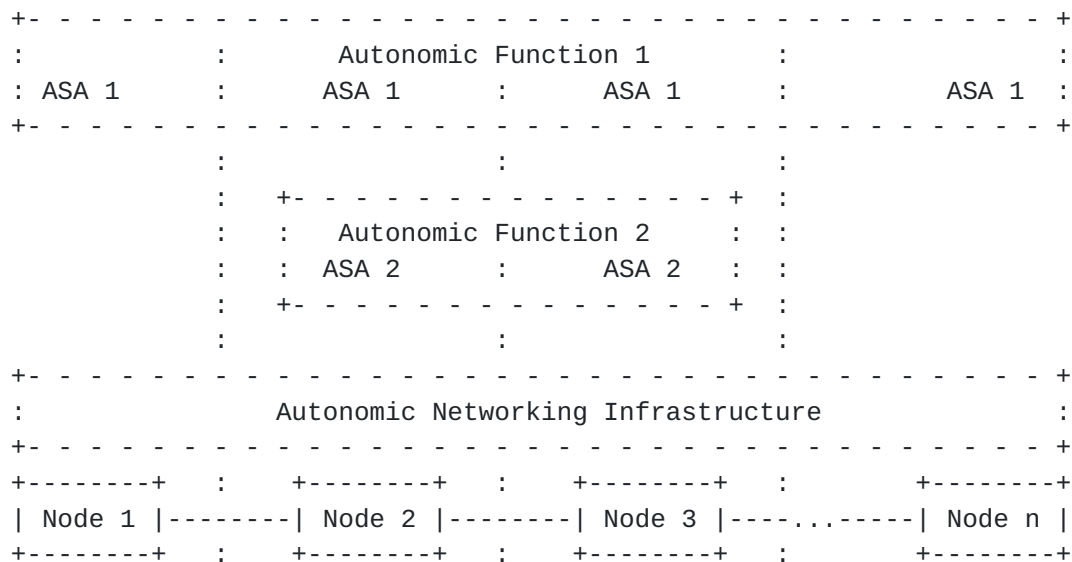 +- - - - - - - - - - - - - - - - - - - - - - - - - - - - - - - - - +
:            :       Autonomic Function 1        :                 :
: ASA 1      :      ASA 1      :      ASA 1      :          ASA 1  :
+- - - - - - - - - - - - - - - - - - - - - - - - - - - - - - - - - +
             :                 :                 :
             :   +- - - - - - - - - - - - - - +  :
             :   :   Autonomic Function 2     :  :
             :   :  ASA 2      :      ASA 2   :  :
             :   +- - - - - - - - - - - - - - +  :
             :                 :                 :
+- - - - - - - - - - - - - - - - - - - - - - - - - - - - - - - - - +
:                Autonomic Networking Infrastructure               :
+- - - - - - - - - - - - - - - - - - - - - - - - - - - - - - - - - +
+--------+   :    +--------+   :    +--------+   :        +--------+
| Node 1 |--------| Node 2 |--------| Node 3 |----...-----| Node n |
+--------+   :    +--------+   :    +--------+   :        +--------+